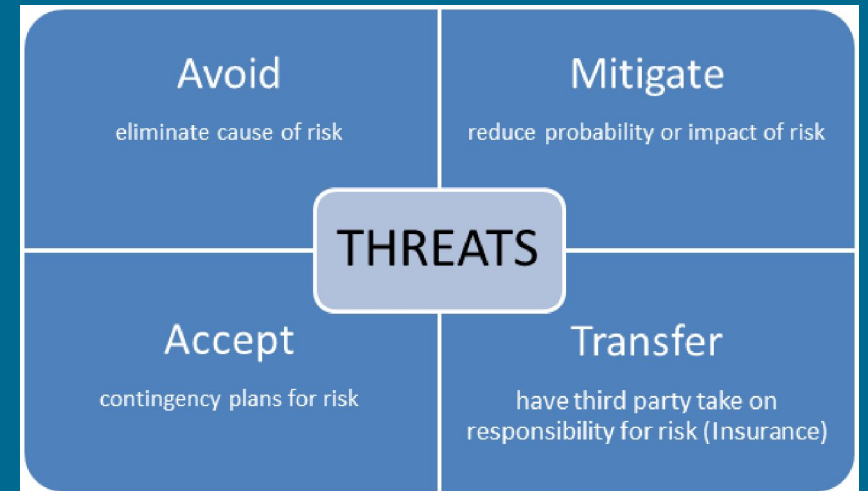 Avoid
eliminate cause of risk
Mitigate
reduce probability or impact of risk
THREATS
Accept
contingency plans for risk
Transfer
have third party take on
responsibility for risk (Insurance)